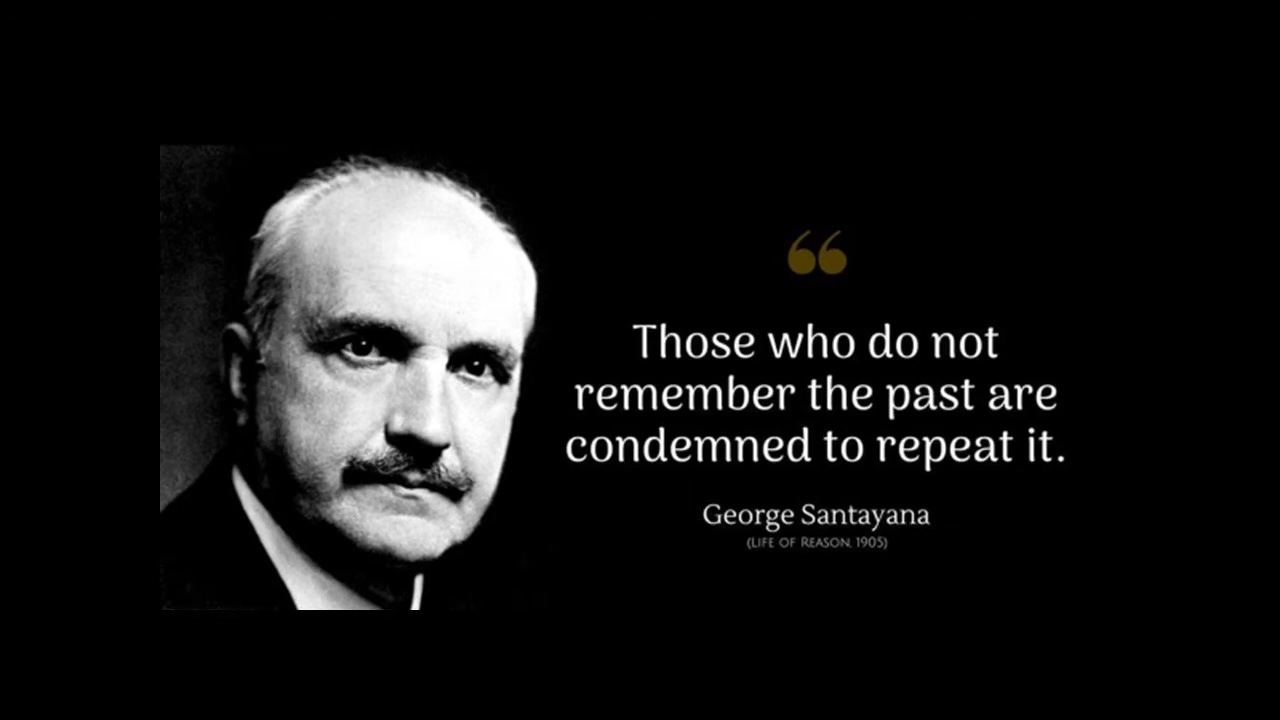 “
Those who do not
remember the past are
condemned to repeat it.
George Santayana
(LIFE OF REASON, 1905)